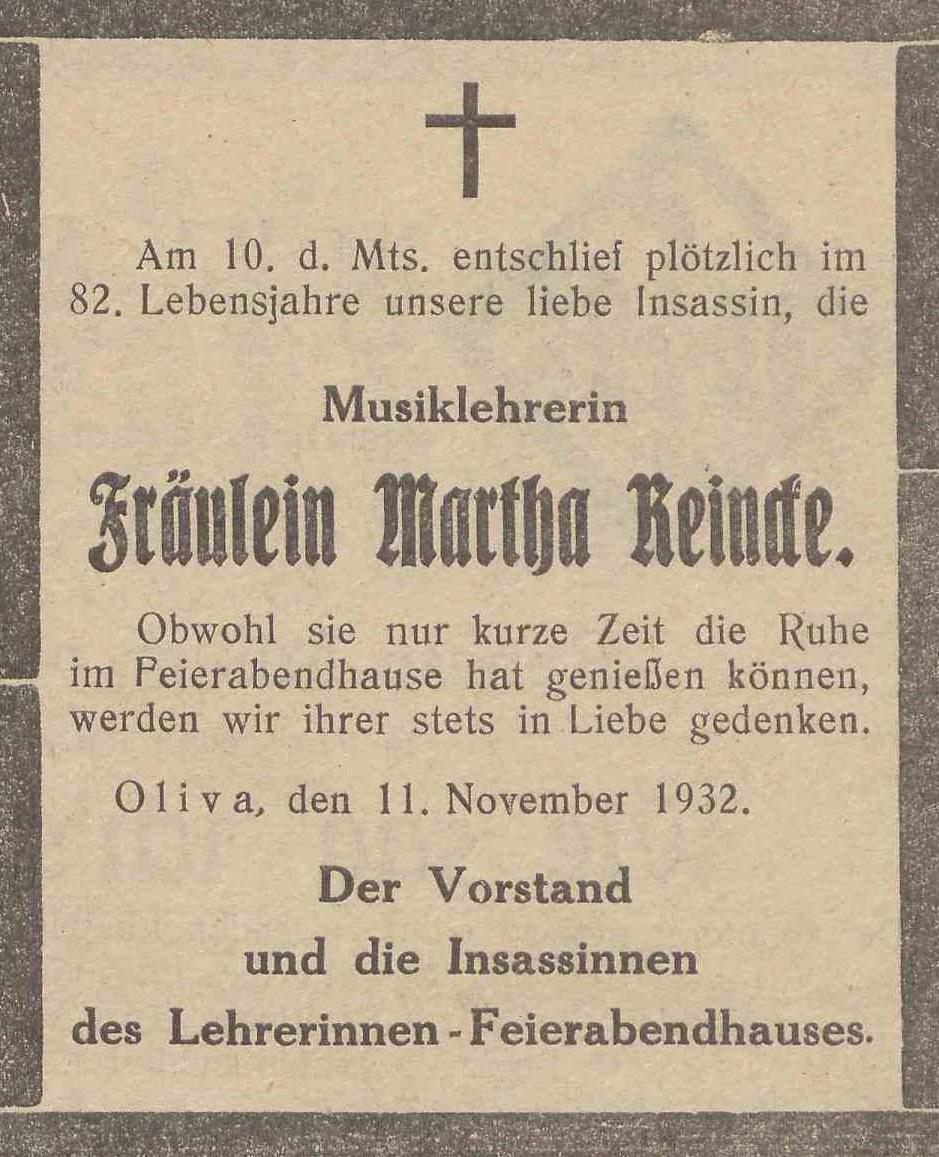 Am 10. d. Mts. entschlief plötzlich im
82. Lebensjahre unsere liebe Insassin, die
Musiklehrerin
Fräulein Martha Reincke.
Obwohl sie nur kurze Zeit die Ruhe
im Feierabendhause hat genießen können,
werden wir ihrer stets in Liebe gedenken.
Oliva, den 11. November 1932.
Der Vorstand
und die Insassinnen
des Lehrerinnen-Feierabendhauses.